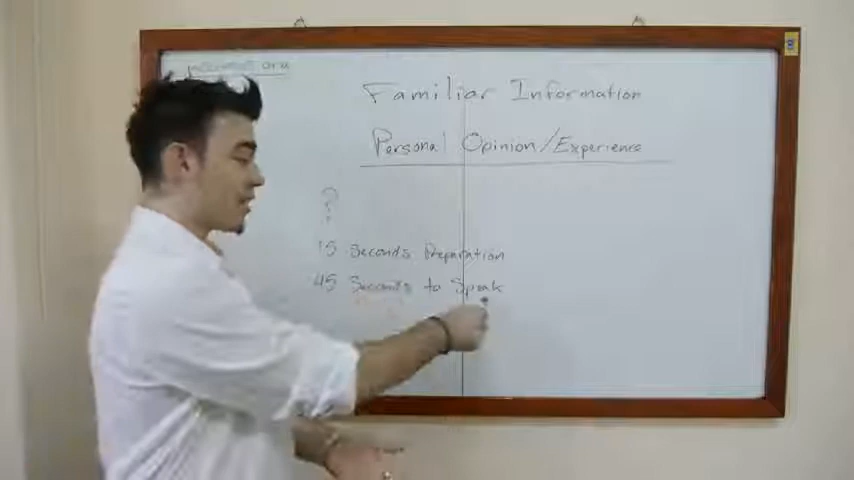 Familiar Information
Personal Opinion/Experience
?
15 Seconds Preparation
45 Seconds to Speak